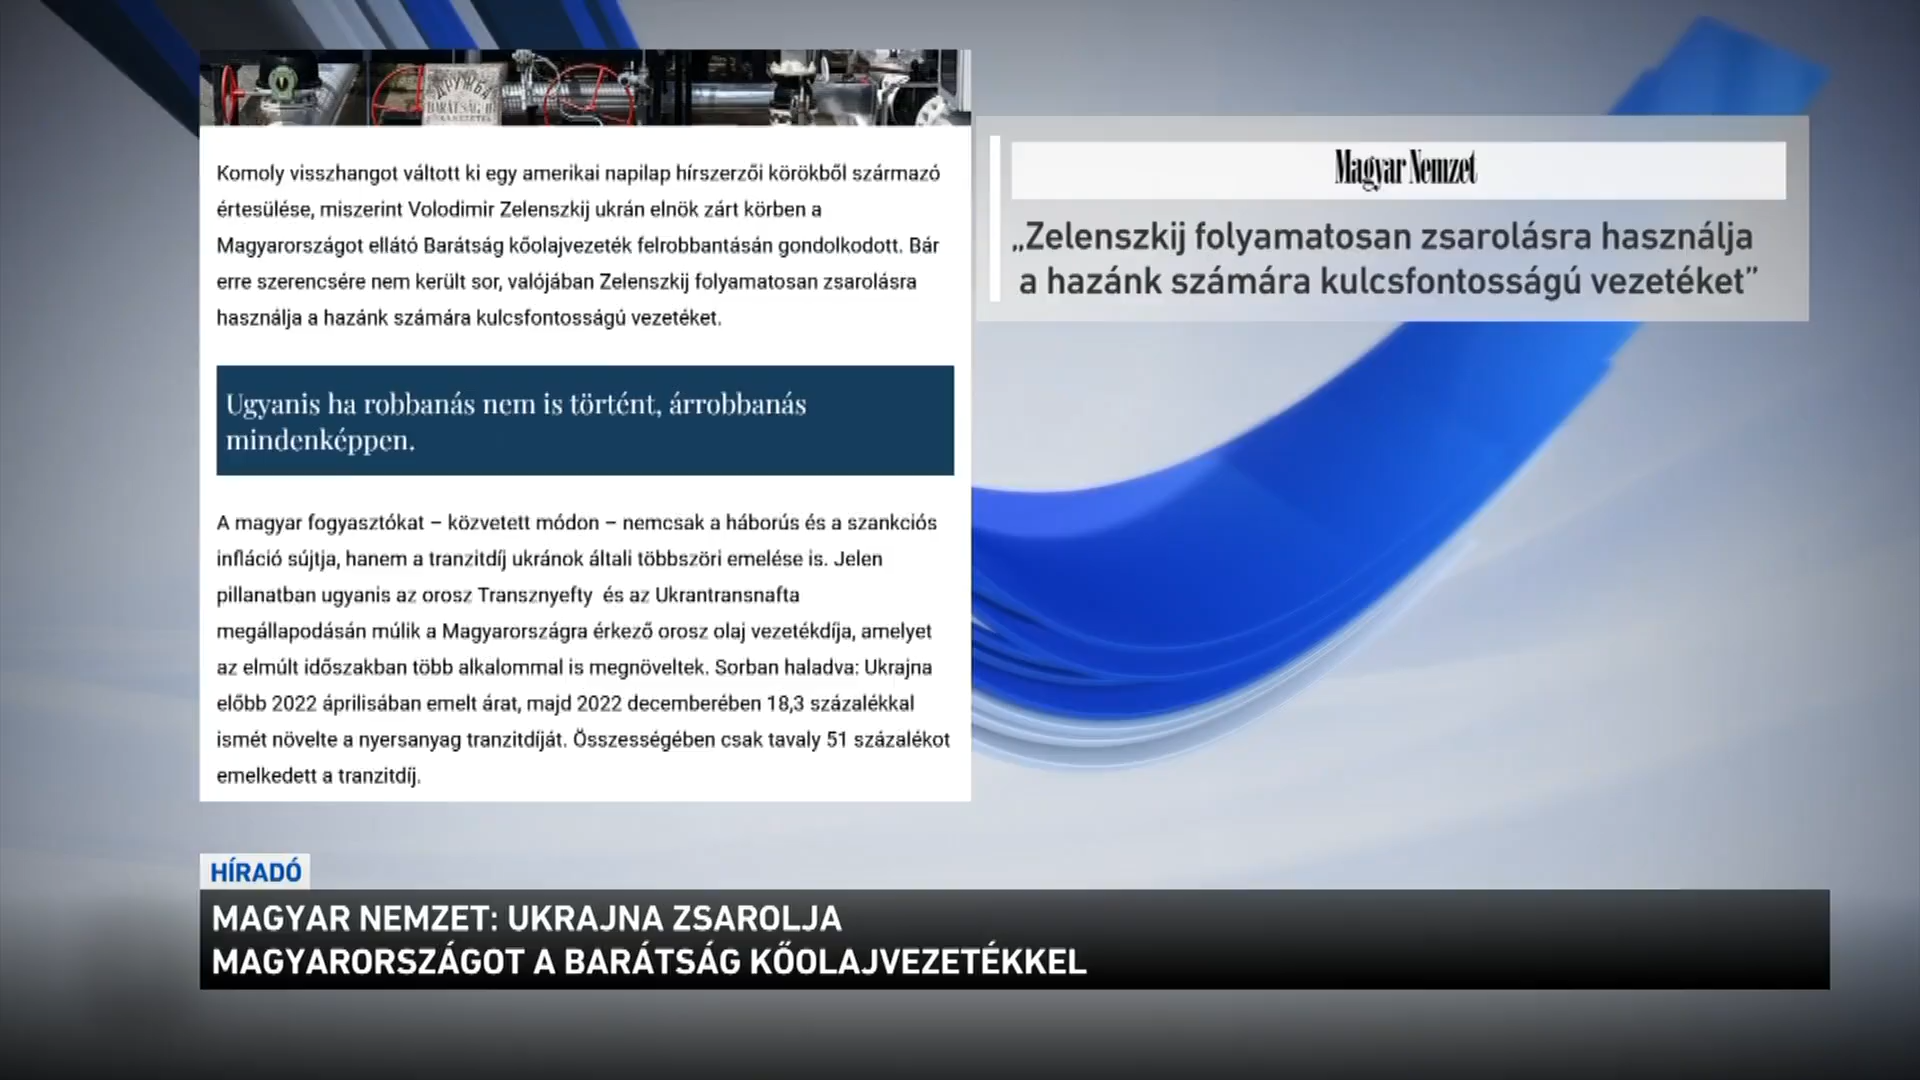 ДРУЖБА
BARÁTSÁG II
Komoly visszhangot váltott ki egy amerikai napilap hírszerzői körökből származó
értesülése, miszerint Volodimir Zelenszkij ukrán elnök zárt körben a
Magyarországot ellátó Barátság kőolajvezeték felrobbantásán gondolkodott. Bár
erre szerencsére nem került sor, valójában Zelenszkij folyamatosan zsarolásra
használja a hazánk számára kulcsfontosságú vezetéket.
Ugyanis ha robbanás nem is történt, árrobbanás
mindenképpen.
A magyar fogyasztókat – közvetett módon – nemcsak a háborús és a szankciós
infláció sújtja, hanem a tranzitdíj ukránok általi többszöri emelése is. Jelen
pillanatban ugyanis az orosz Transznyefty és az Ukrantransnafta
megállapodásán múlik a Magyarországra érkező orosz olaj vezetékdíja, amelyet
az elmúlt időszakban több alkalommal is megnöveltek. Sorban haladva: Ukrajna
előbb 2022 áprilisában emelt árat, majd 2022 decemberében 18,3 százalékkal
ismét növelte a nyersanyag tranzitdíját. Összességében csak tavaly 51 százalékot
emelkedett a tranzitdíj.
Magyar Nemzet
„Zelenszkij folyamatosan zsarolásra használja
a hazánk számára kulcsfontosságú vezetéket”
HÍRADÓ
MAGYAR NEMZET: UKRAJNA ZSAROLJA
MAGYARORSZÁGOT A BARÁTSÁG KŐOLAJVEZETÉKKEL